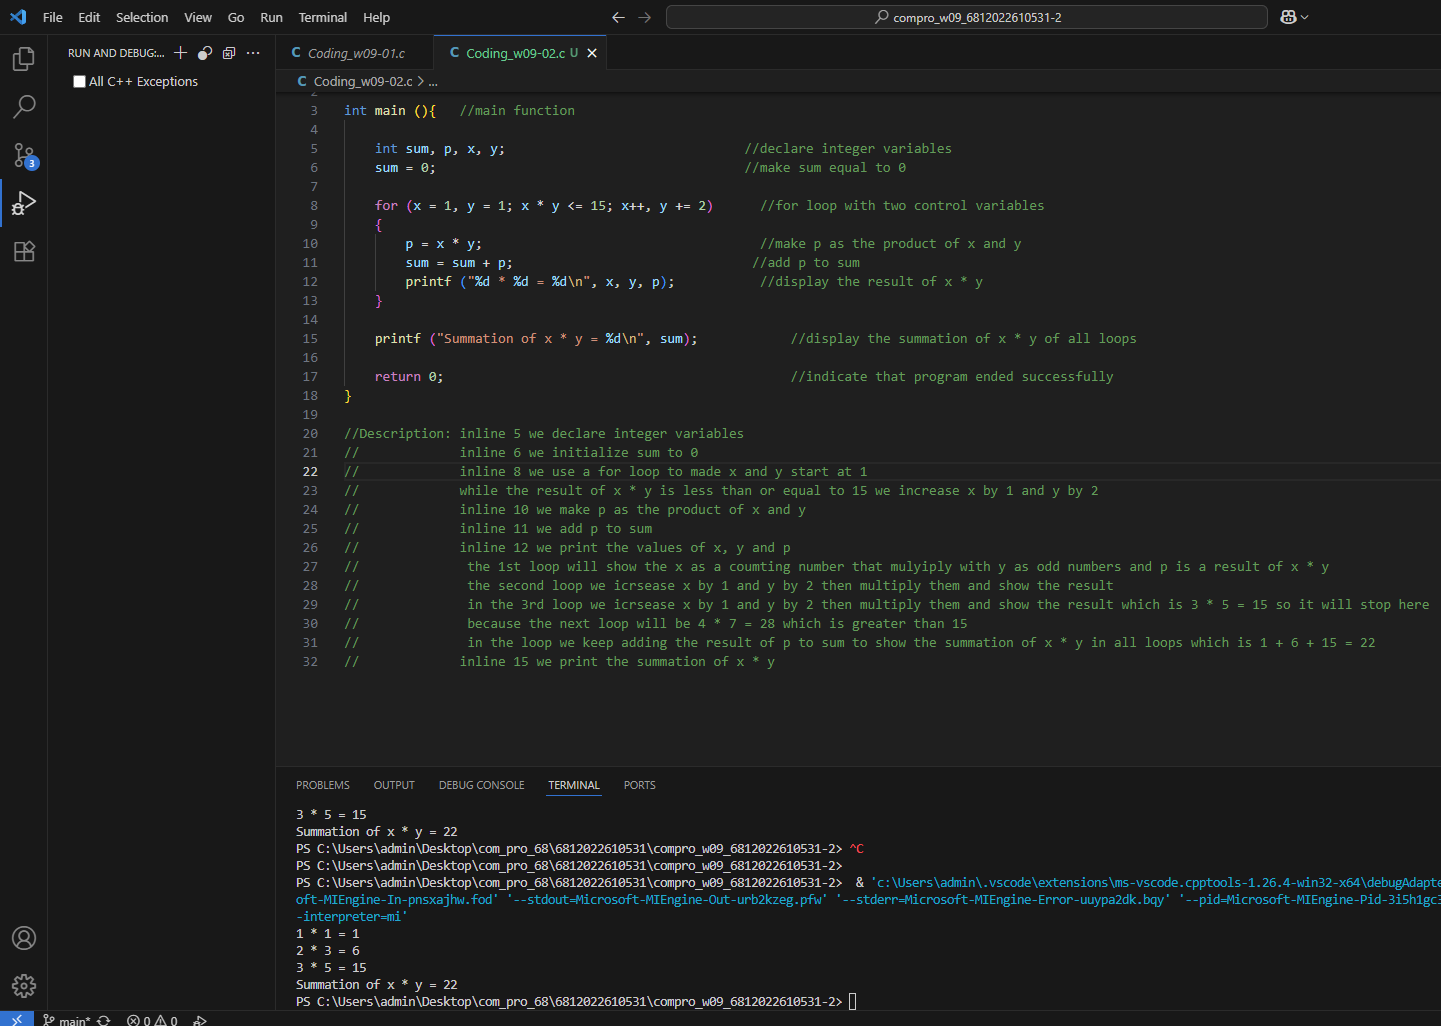 File Edit Selection View Go Run Terminal Help
compro_w09_6812022610531-2
RUN AND DEBUG:...
All C++ Exceptions
C Coding_w09-01.c
C Coding_w09-02.c U
C Coding_w09-02.c > ...
2
3 int main (){   //main function
4
5 int sum, p, x, y; //declare integer variables
6 sum = 0; //make sum equal to 0
7
8 for (x = 1, y = 1; x * y <= 15; x++, y += 2) //for loop with two control variables
9 {
10 p = x * y; //make p as the product of x and y
11 sum = sum + p; //add p to sum
12 printf ("%d * %d = %d\n", x, y, p); //display the result of x * y
13 }
14
15 printf ("Summation of x * y = %d\n", sum); //display the summation of x * y of all loops
16
17 return 0; //indicate that program ended successfully
18 }
19
20 //Description: inline 5 we declare integer variables
21 // inline 6 we initialize sum to 0
22 // inline 8 we use a for loop to made x and y start at 1
23 // while the result of x * y is less than or equal to 15 we increase x by 1 and y by 2
24 // inline 10 we make p as the product of x and y
25 // inline 11 we add p to sum
26 // inline 12 we print the values of x, y and p
27 // the 1st loop will show the x as a coumting number that mulyiply with y as odd numbers and p is a result of x * y
28 // the second loop we icrsease x by 1 and y by 2 then multiply them and show the result
29 // in the 3rd loop we icrsease x by 1 and y by 2 then multiply them and show the result which is 3 * 5 = 15 so it will stop here
30 // because the next loop will be 4 * 7 = 28 which is greater than 15
31 // in the loop we keep adding the result of p to sum to show the summation of x * y in all loops which is 1 + 6 + 15 = 22
32 // inline 15 we print the summation of x * y
PROBLEMS OUTPUT DEBUG CONSOLE TERMINAL PORTS
3 * 5 = 15
Summation of x * y = 22
PS C:\Users\admin\Desktop\com_pro_68\6812022610531\compro_w09_6812022610531-2> ^C
PS C:\Users\admin\Desktop\com_pro_68\6812022610531\compro_w09_6812022610531-2>
PS C:\Users\admin\Desktop\com_pro_68\6812022610531\compro_w09_6812022610531-2>  & 'c:\Users\admin\.vscode\extensions\ms-vscode.cpptools-1.26.4-win32-x64\debugAdapte
oft-MIEngine-In-pnsxajhw.fod' '--stdout=Microsoft-MIEngine-Out-urb2kzeg.pfw' '--stderr=Microsoft-MIEngine-Error-uuypa2dk.bqy' '--pid=Microsoft-MIEngine-Pid-3i5h1gc3
-interpreter=mi'
1 * 1 = 1
2 * 3 = 6
3 * 5 = 15
Summation of x * y = 22
PS C:\Users\admin\Desktop\com_pro_68\6812022610531\compro_w09_6812022610531-2>
3
main* 0 0